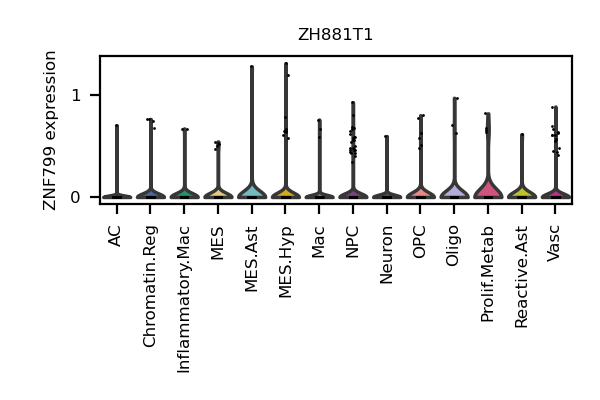 ZH881T1
ZNF799 expression
1
0
AC
Chromatin.Reg
Inflammatory.Mac
MES
MES.Ast
MES.Hyp
Mac
NPC
Neuron
OPC
Oligo
Prolif.Metab
Reactive.Ast
Vasc